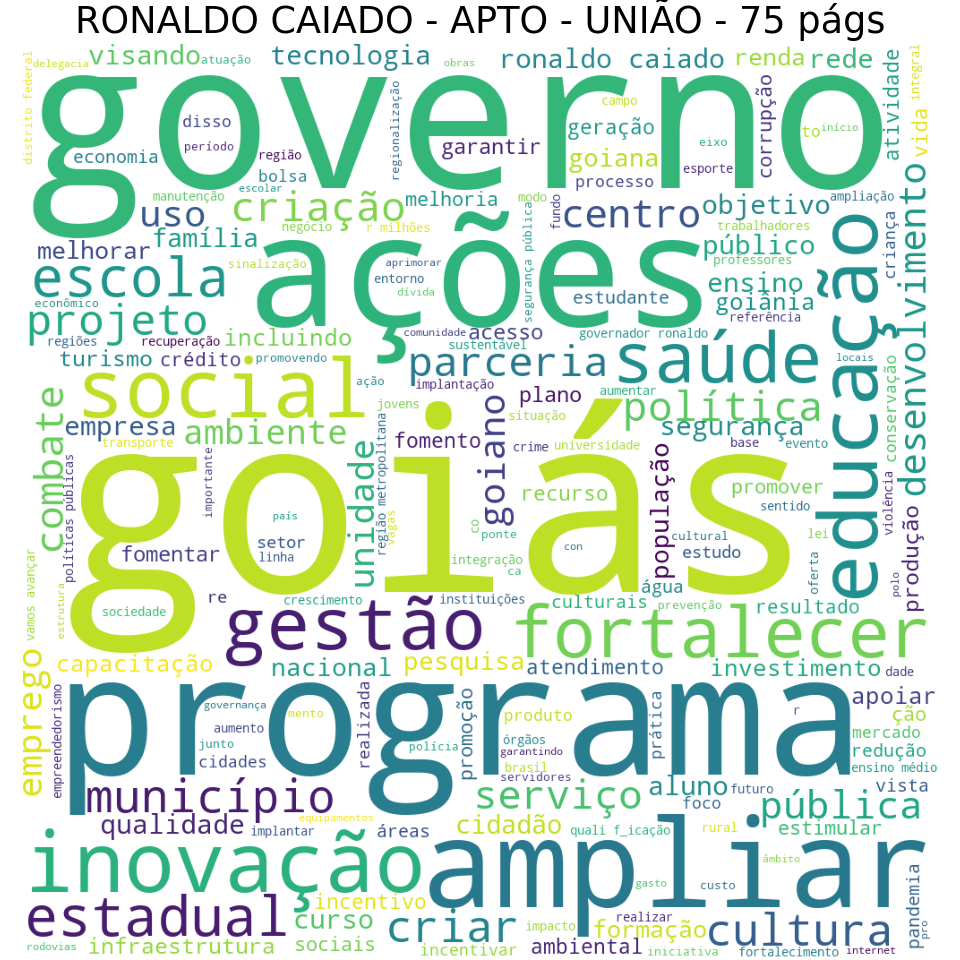 RONALDO CAIADO - APTO - UNIÃO - 75 págs
delegacia
visando
atuação
tecnologia
obras
ronaldo caiado
renda
rede
atividade
integral
distrito federal
governo
disso
período
economia
região
regionalização
garantir
campo
geração
goiana
processo
eixo
esporte
corrupção
to
início
vida
bolsa
escolar
manutenção
uso
criação
melhoria
modo
fundo
centro
objetivo
ampliação
criança
melhorar
família
negócio
r milhões
ações
segurança pública
trabalhadores
público
professores
sinalização
aprimorar
entorno
dívida
escola
econômico
estudante
ensino
goiânia
referência
educação
desenvolvimento
projeto
regiões
recuperação
incluindo
comunidade
acesso
sustentável
governador ronaldo
turismo
crédito
promovendo
parceria
saúde
locais
social
ação
implantação
plano
aumentar
política
conservação
combate
empresa
transporte
ambiente
jovens
fomento
goiano
situação
crime
universidade
segurança
base
evento
políticas públicas
importante
unidade
região metropolitana
vagas
goiás
recurso
população
promover
sentido
violência
produção
país
setor
linha
fomentar
co
ponte
con
cultural
estudo
lei
oferta
polo
integração
ca
vamos avançar
estrutura
sociedade
re
crescimento
instituições
culturais
água
prevenção
resultado
gestão
fortalecer
emprego
capacitação
nacional
pesquisa
atendimento
investimento
dade
empreendedorismo
programa
governança
aumento
mento
junto
cidades
realizada
polícia
promoção
produto
órgãos
garantindo
brasil
servidores
prática
r
apoiar
ção
mercado
redução
ensino médio
município
serviço
aluno
foco
futuro
vista
pública
qualidade
implantar
equipamentos
áreas
cidadão
quali f_icação
rural
estimular
inovação
ampliar
gasto
custo
âmbito
pandemia
pro
estadual
incentivo
curso
criar
impacto
realizar
formação
cultura
rodovias
infraestrutura
sociais
incentivar
ambiental
iniciativa
fortalecimento
internet